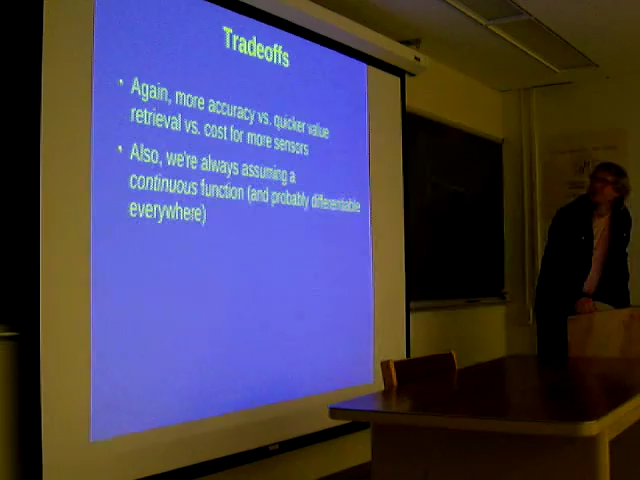 Tradeoffs
• Again, more accuracy vs. quicker value
retrieval vs. cost for more sensors
• Also, we're always assuming a
continuous function (and probably differentiable
everywhere)